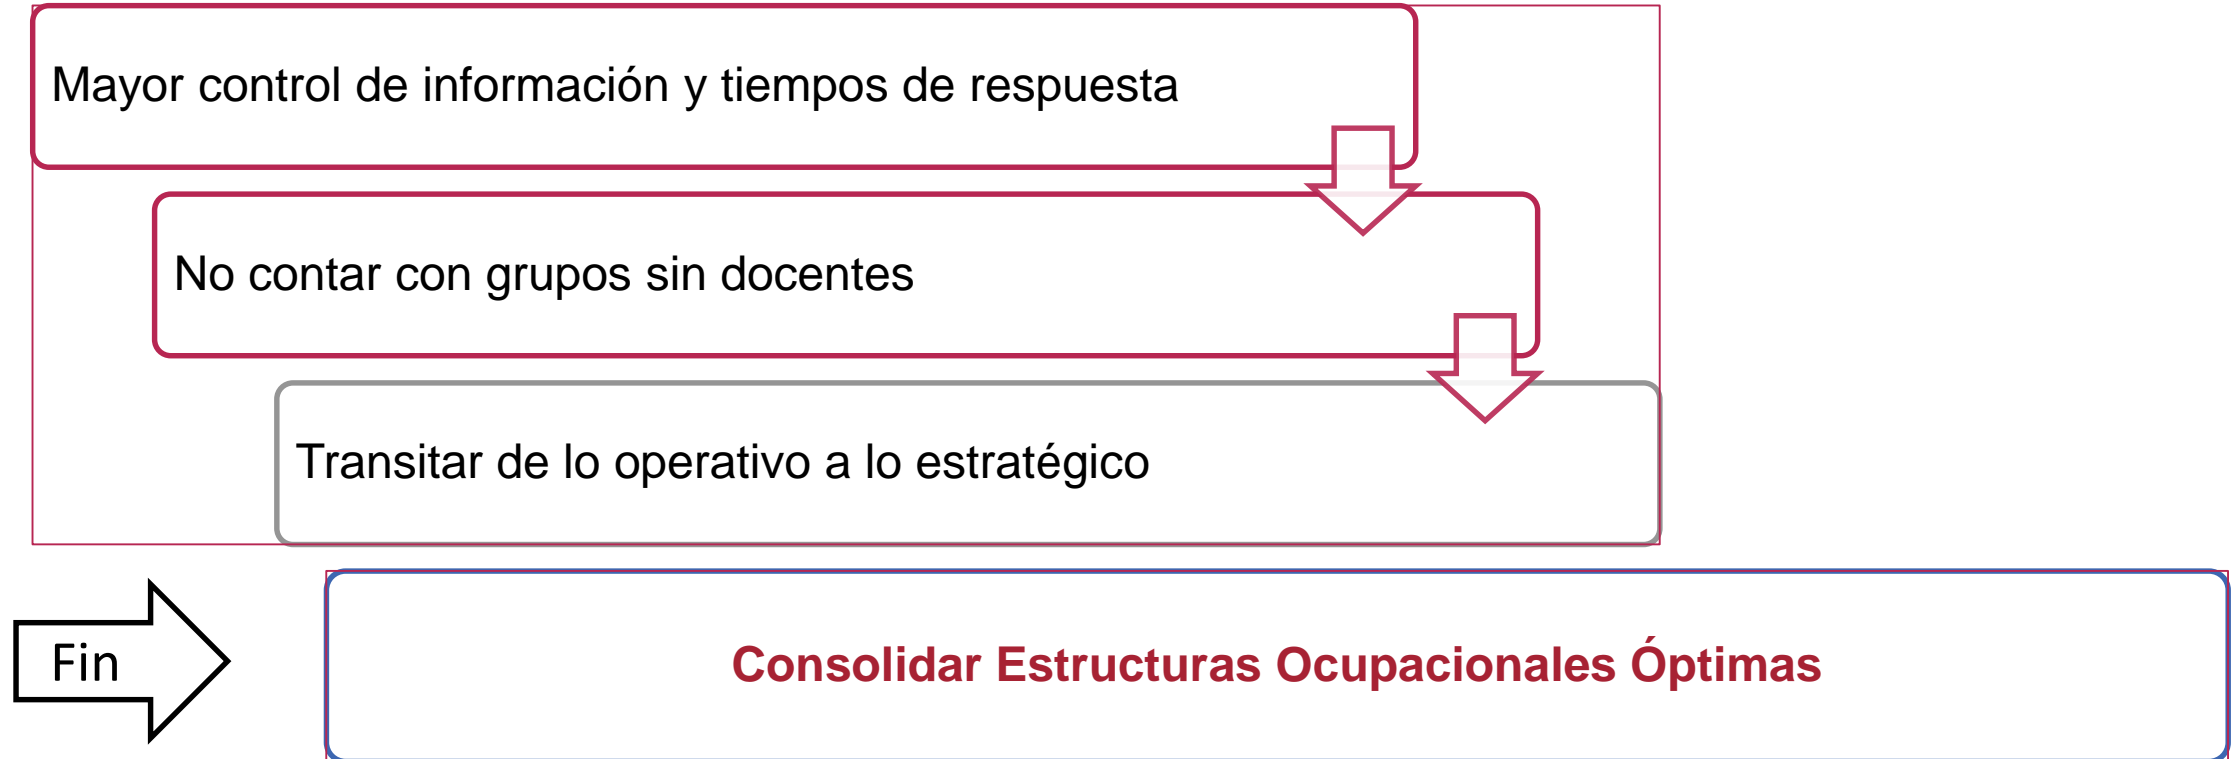 Mayor control de información y tiempos de respuesta
No contar con grupos sin docentes
Transitar de lo operativo a lo estratégico
Fin
Consolidar Estructuras Ocupacionales Óptimas